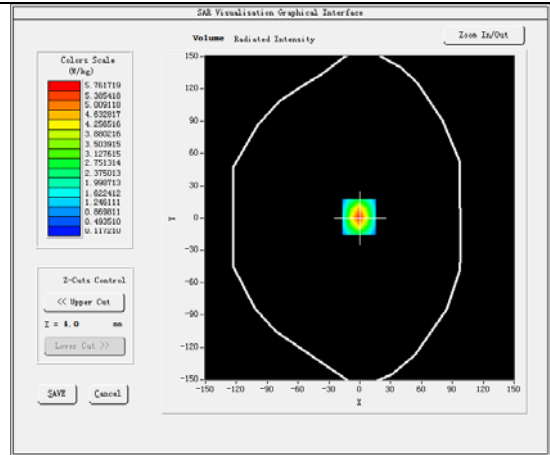 SAR Visualisation Graphical Interface
Volume Radiated Intensity
Zoom In/Out
Colors Scale
(W/kg)
5.761719
5.385418
5.009118
4.632817
4.256516
3.880216
3.503915
3.127615
2.751314
2.375013
1.998713
1.622412
1.246111
0.869811
0.493510
0.117210
Z-Cuts Control
<< Upper Cut
Z = 4.0 mm
Lower Cut >>
SAVE Cancel
150
120
90
60
30
0
-30
-60
-90
-120
-150
Y
-150 -120 -90 -60 -30 0 30 60 90 120 150
X